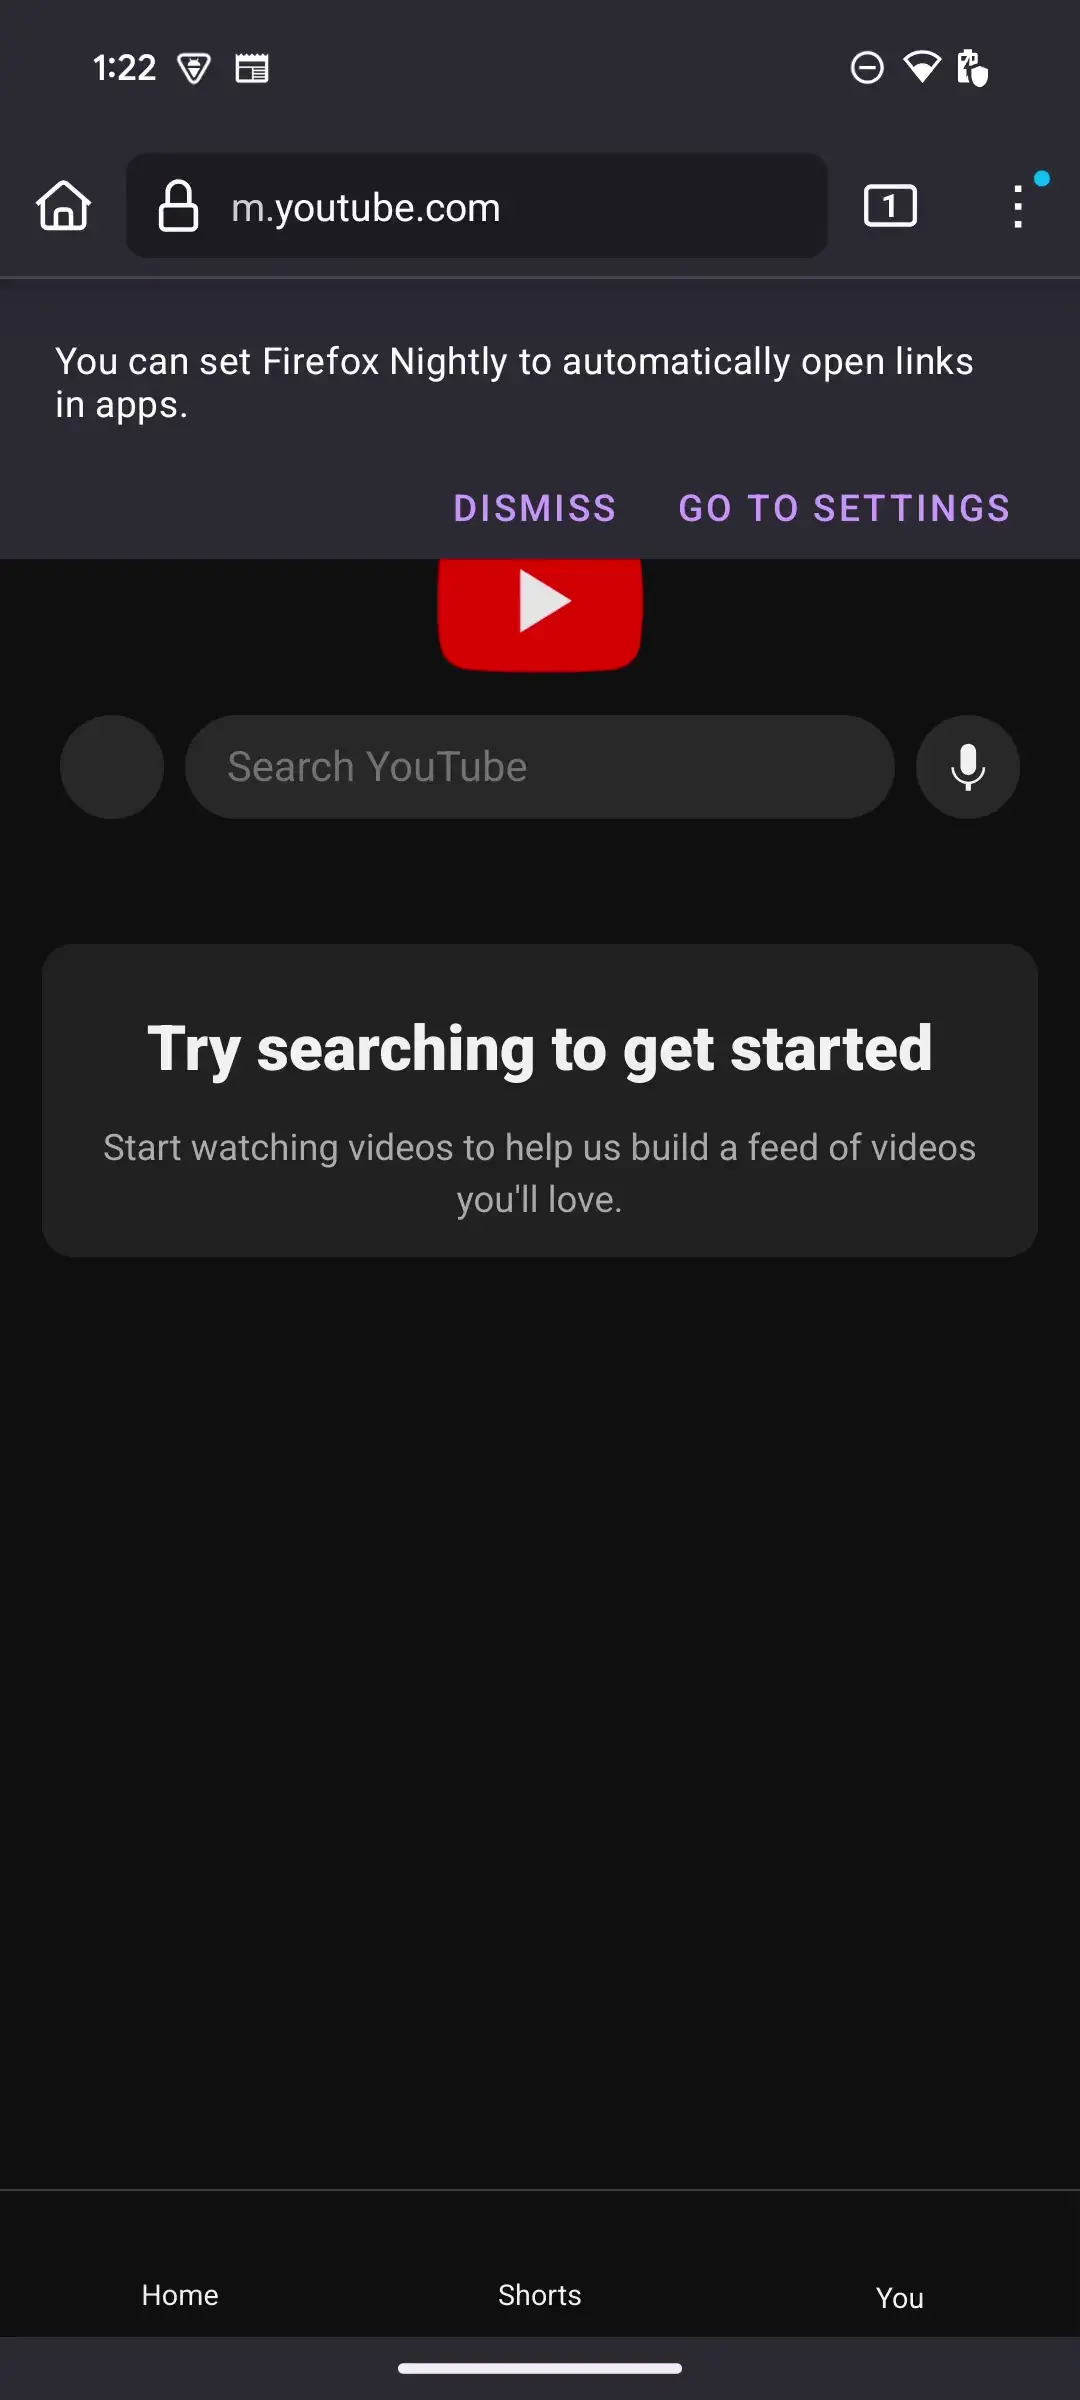 1:22
m.youtube.com
1
You can set Firefox Nightly to automatically open links
in apps.
DISMISS GO TO SETTINGS
Search YouTube
Try searching to get started
Start watching videos to help us build a feed of videos
you'll love.
Home Shorts You